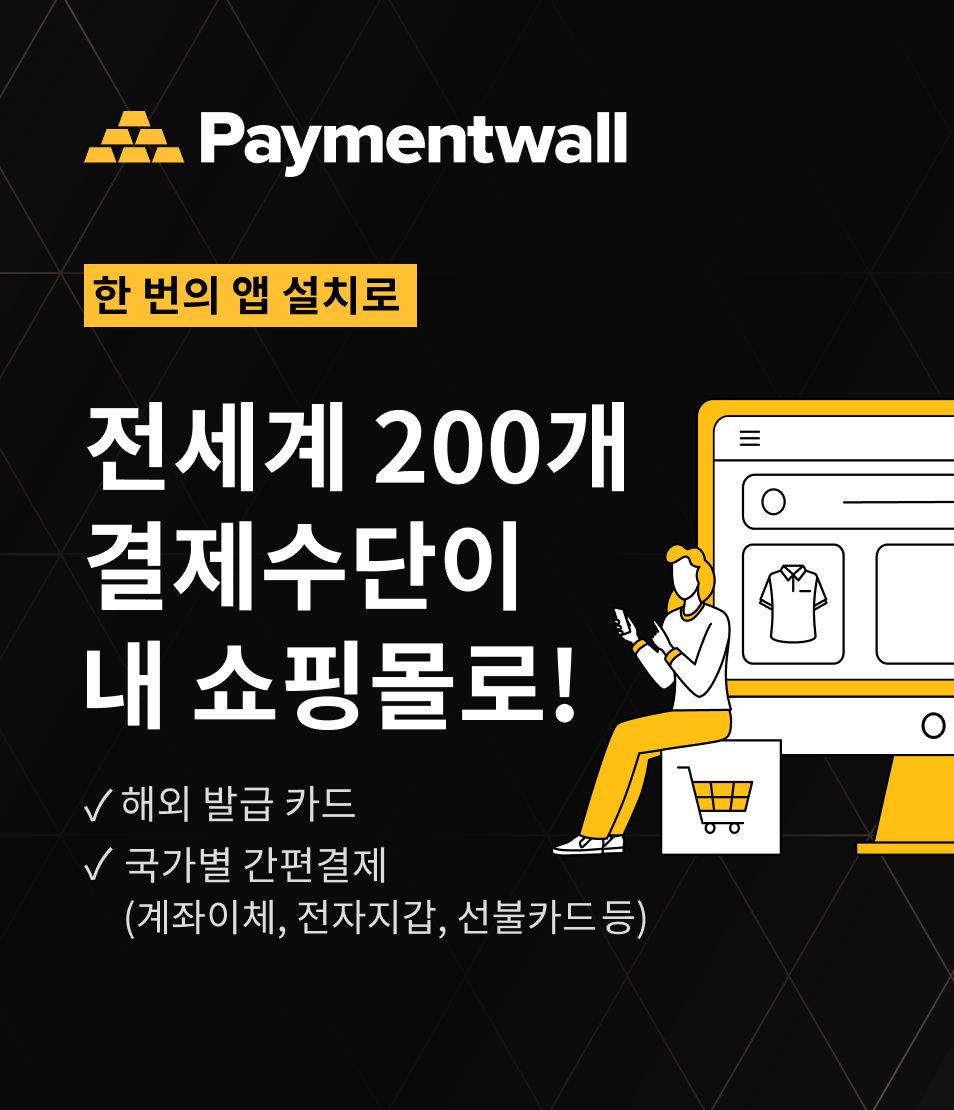 Paymentwall
한 번의 앱 설치로
전세계 200개
결제수단이
내 쇼핑몰로!
✓ 해외 발급 카드
✓ 국가별 간편결제
(계좌이체, 전자지갑, 선불카드 등)